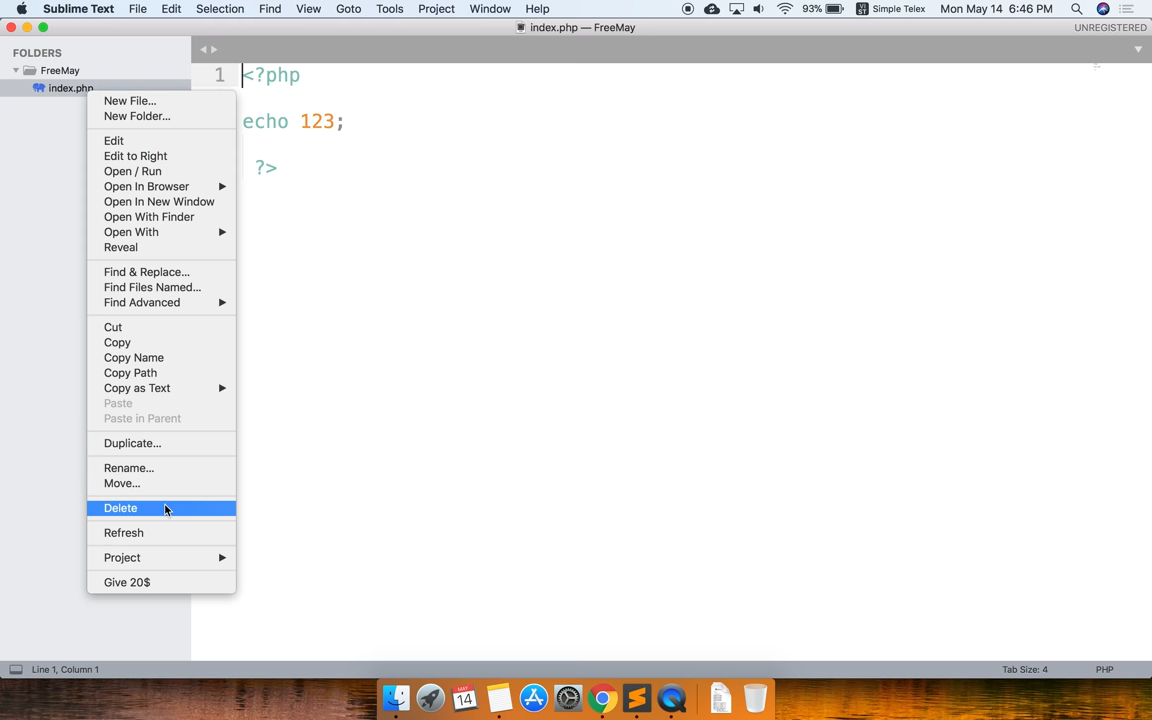 Sublime Text File Edit Selection Find View Goto Tools Project Window Help 93% VI ST Simple Telex Mon May 14 6:46 PM
index.php — FreeMay UNREGISTERED
FOLDERS
FreeMay
index.php
1 <?php
echo 123;
?>
New File...
New Folder...
Edit
Edit to Right
Open / Run
Open In Browser
Open In New Window
Open With Finder
Open With
Reveal
Find & Replace...
Find Files Named...
Find Advanced
Cut
Copy
Copy Name
Copy Path
Copy as Text
Paste
Paste in Parent
Duplicate...
Rename...
Move...
Delete
Refresh
Project
Give 20$
Line 1, Column 1 Tab Size: 4 PHP
MAY
14